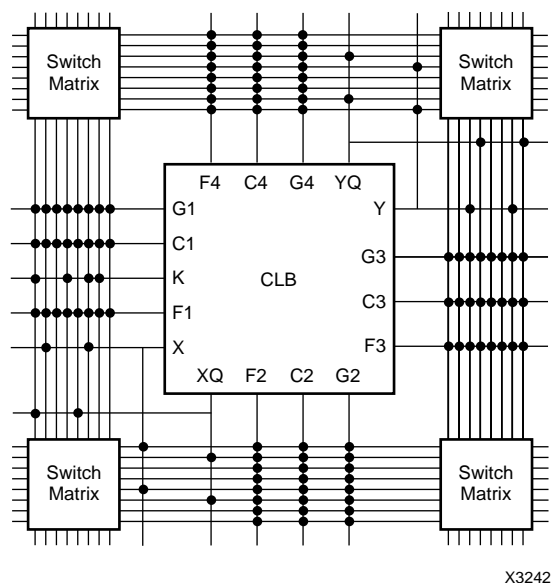 Switch
Matrix
Switch
Matrix
F4 C4 G4 YQ
G1
Y
C1
G3
K
CLB
C3
F1
F3
X
XQ F2 C2 G2
Switch
Matrix
Switch
Matrix
X3242